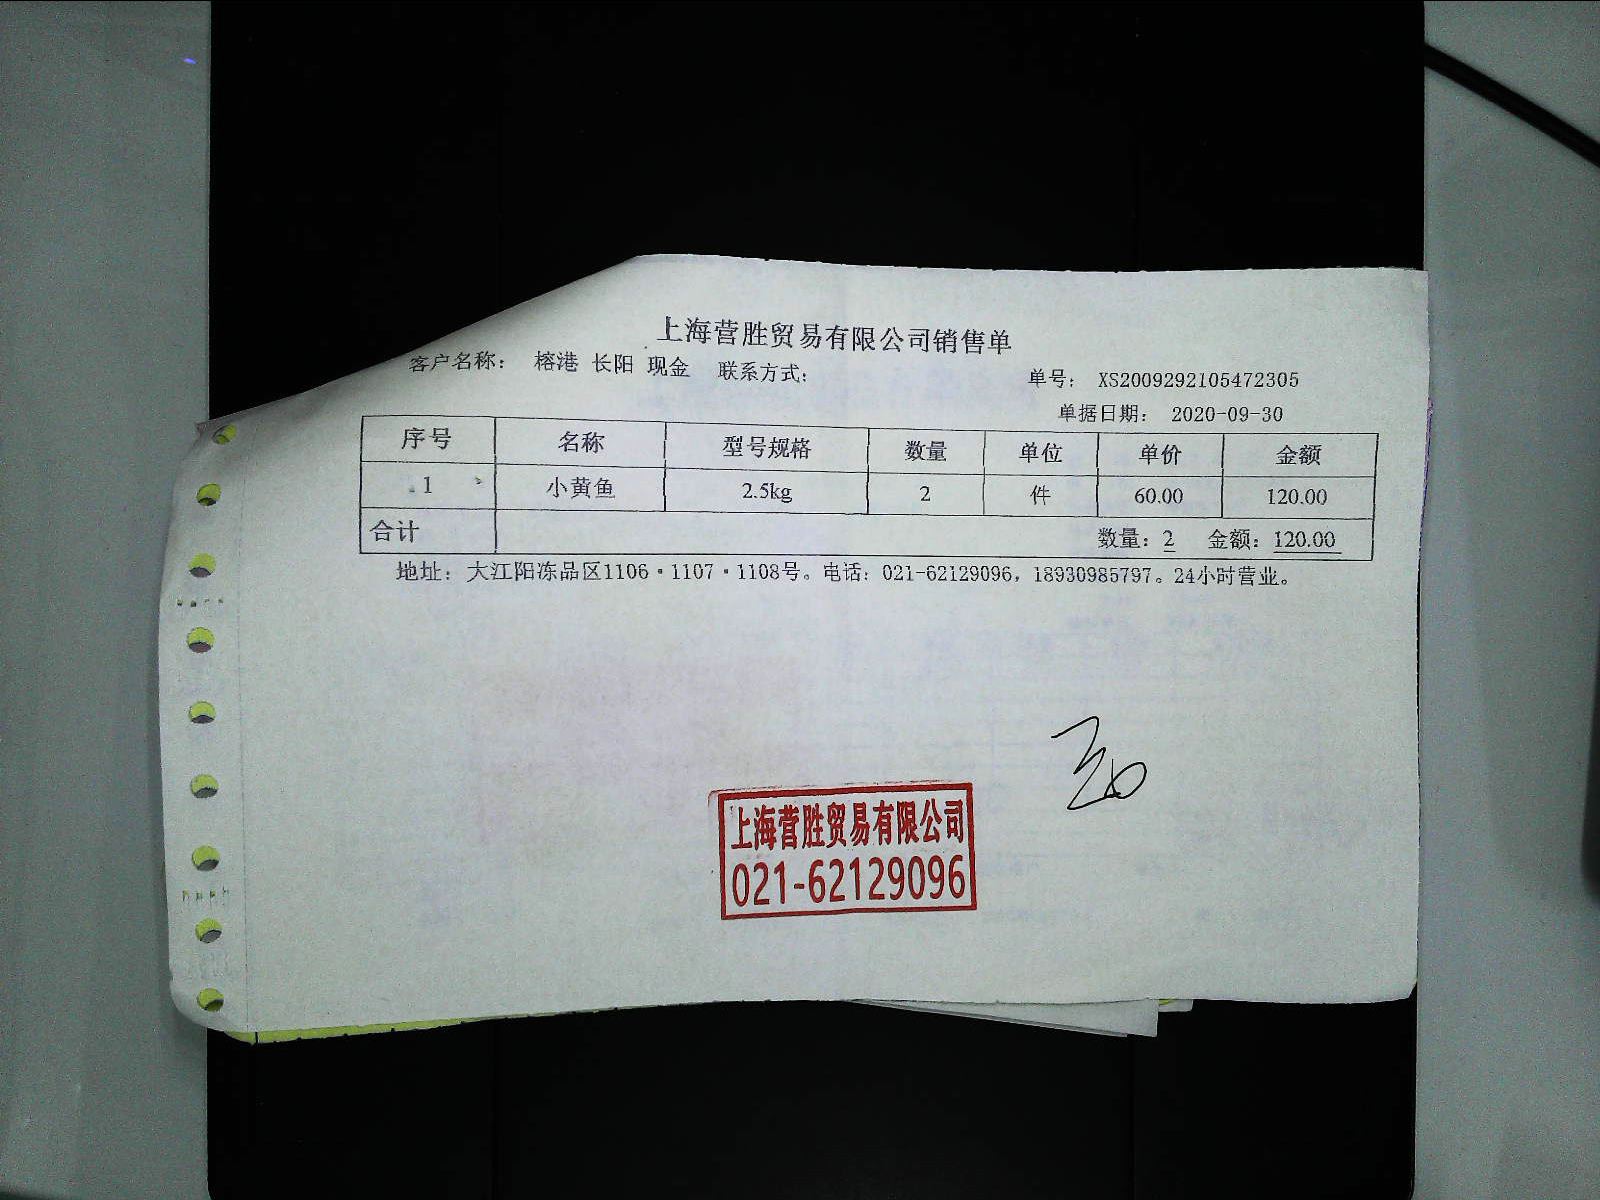 上海营胜贸易有限公司销售单
客户名称： 榕港 长阳 现金 联系方式： 单号： XS2009292105472305
单据日期： 2020-09-30
序号 名称 型号规格 数量 单位 单价 金额
1 小黄鱼 2.5kg 2 件 60.00 120.00
合计 数量：2 金额：120.00
地址：大江阳冻品区1106·1107·1108号。电话：021-62129096，18930985797。24小时营业。
上海营胜贸易有限公司
021-62129096